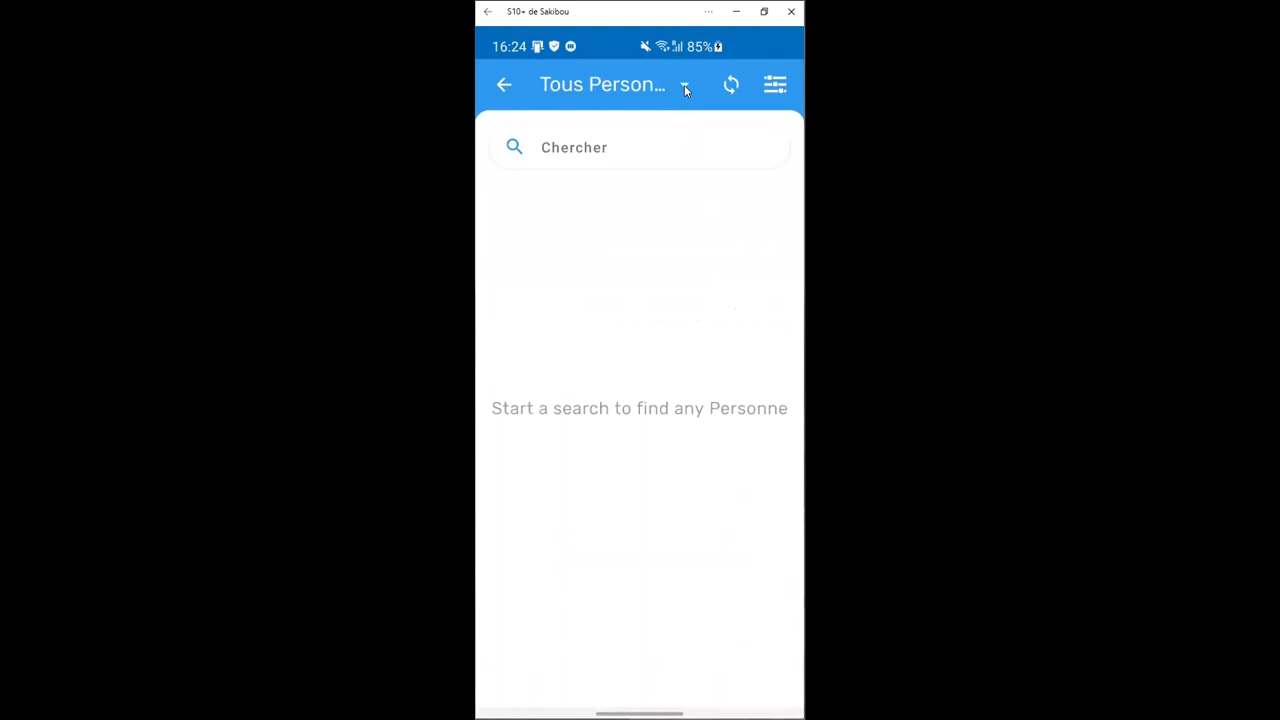 S10+ de Sakibou
16:24 85%
Tous Person...
Chercher
Start a search to find any Personne